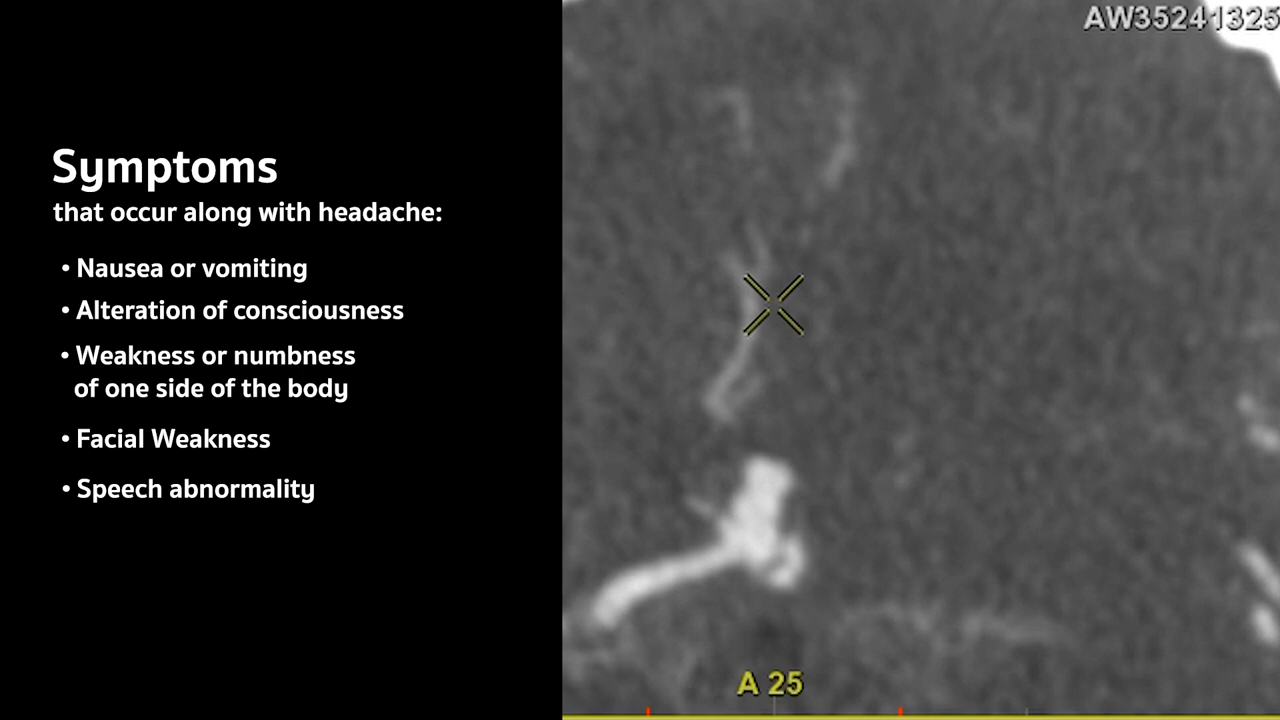 AW35241325
Symptoms
that occur along with headache:
• Nausea or vomiting
• Alteration of consciousness
• Weakness or numbness
of one side of the body
• Facial Weakness
• Speech abnormality
A 25